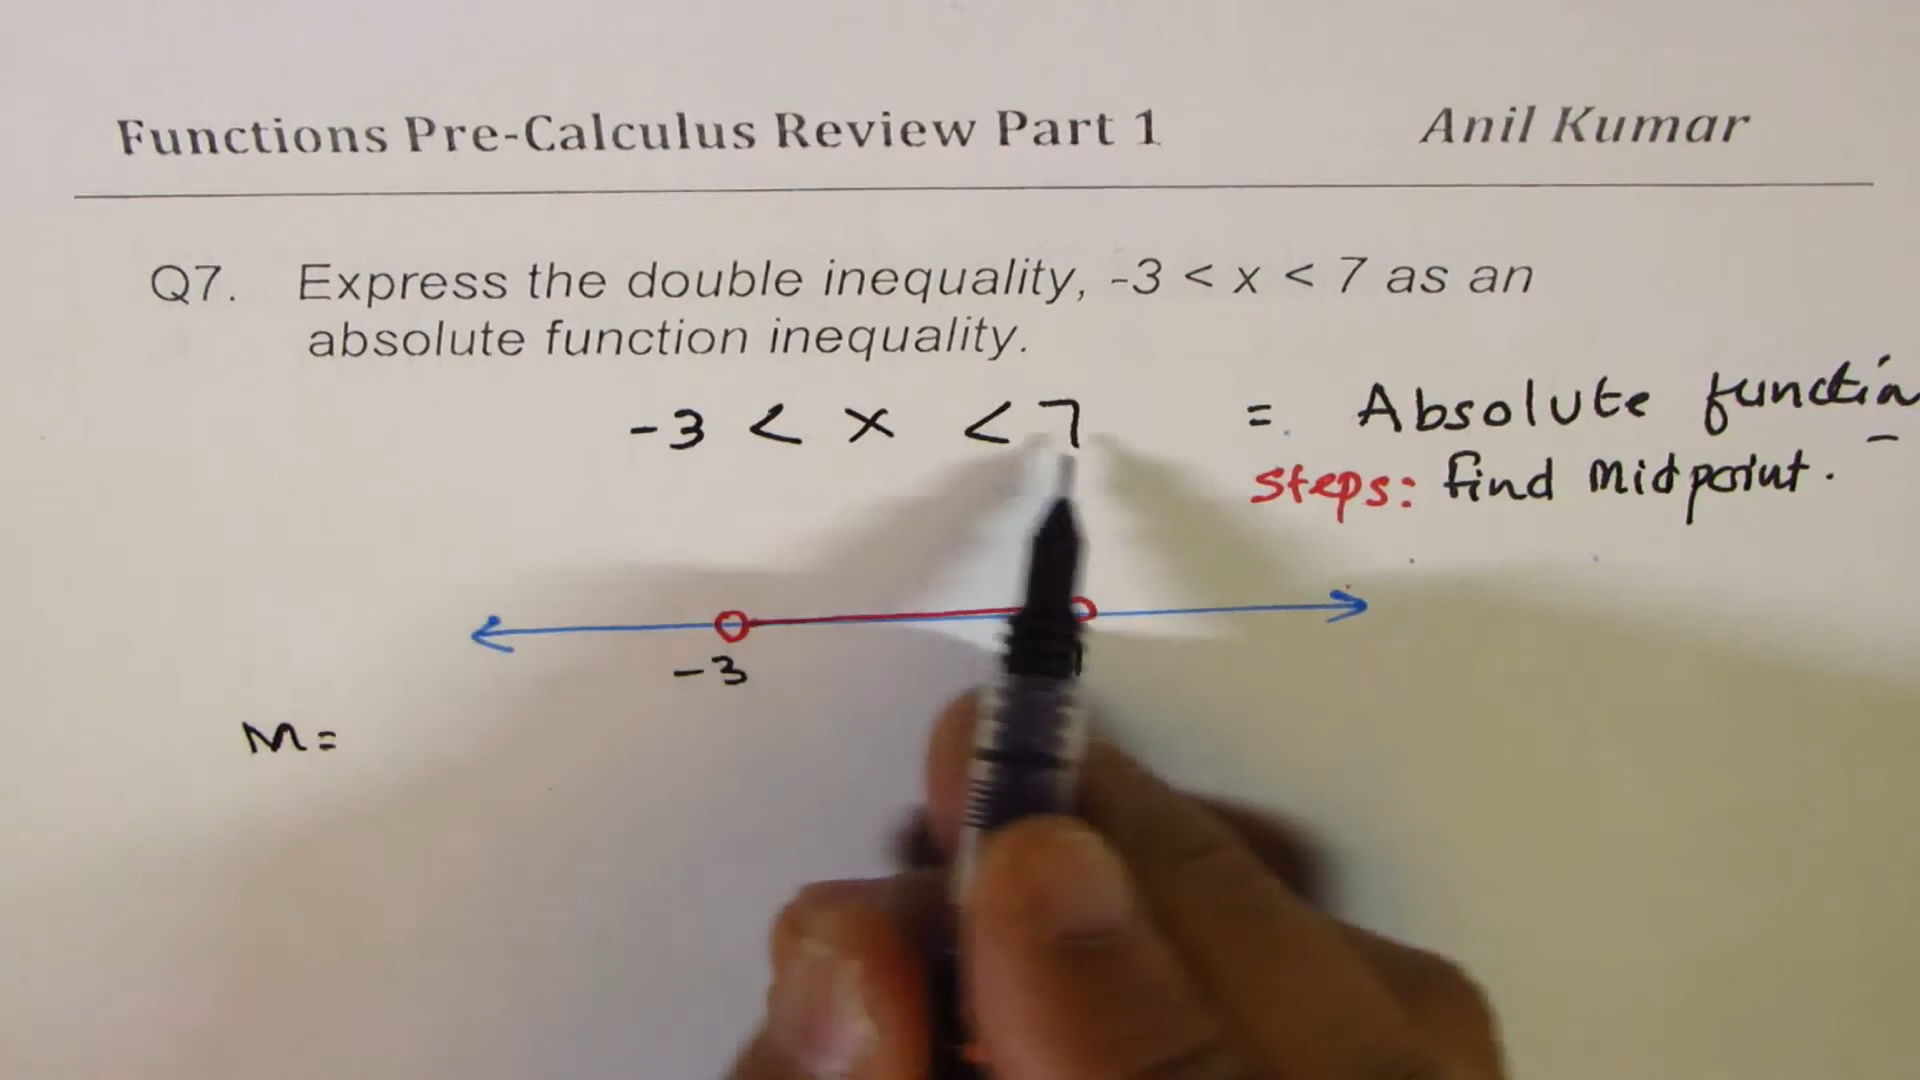 Functions Pre-Calculus Review Part 1 Anil Kumar
Q7. Express the double inequality, -3 < x < 7 as an
absolute function inequality.
-3 < x < 7 = Absolute function
steps: find Midpoint.
-3
M=